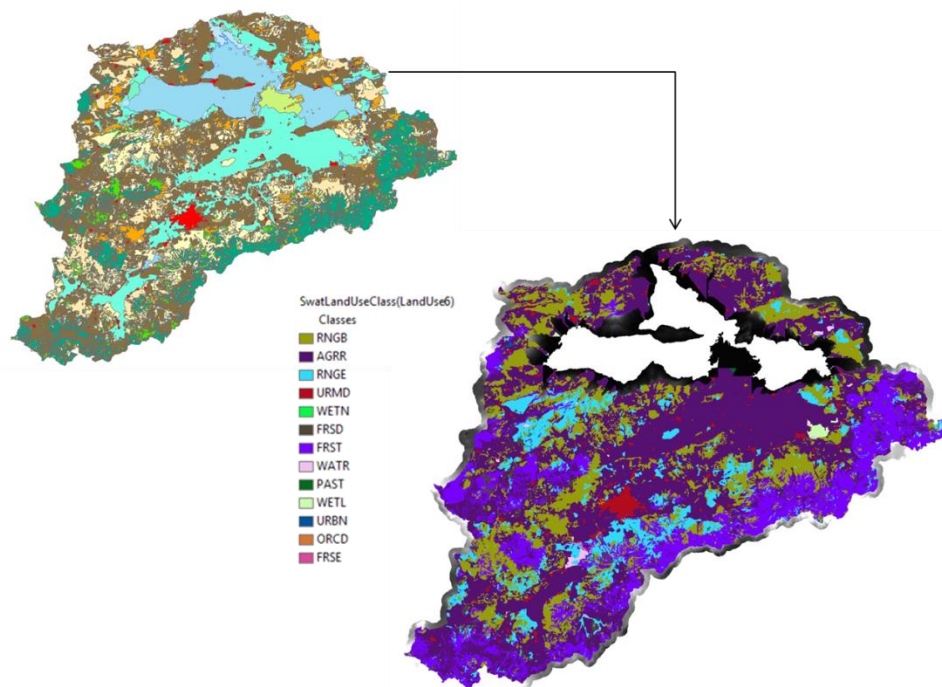 SwatLandUseClass(LandUse6)
Classes
RNGB
AGRR
RNGE
URMD
WETN
FRSD
FRST
WATR
PAST
WETL
URBN
ORCD
FRSE